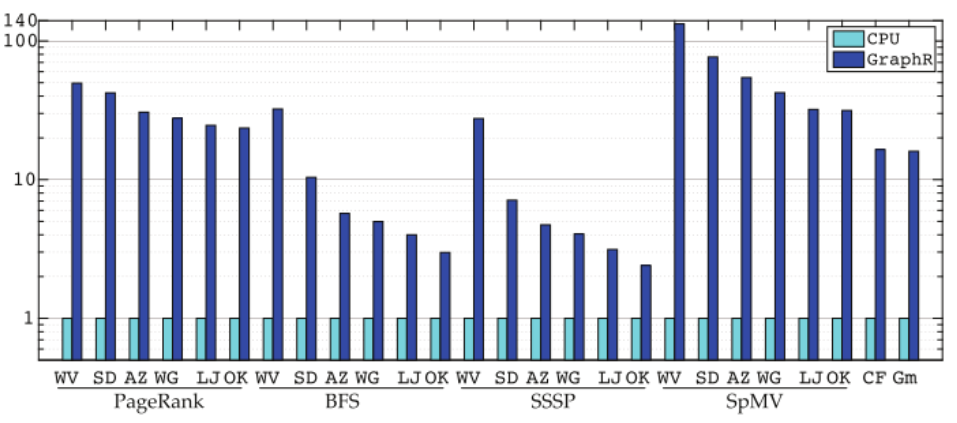 140
100
CPU
GraphR
10
1
WV SD AZ WG LJ OK WV SD AZ WG LJ OK WV SD AZ WG LJ OK WV SD AZ WG LJ OK CF Gm
PageRank BFS SSSP SpMV